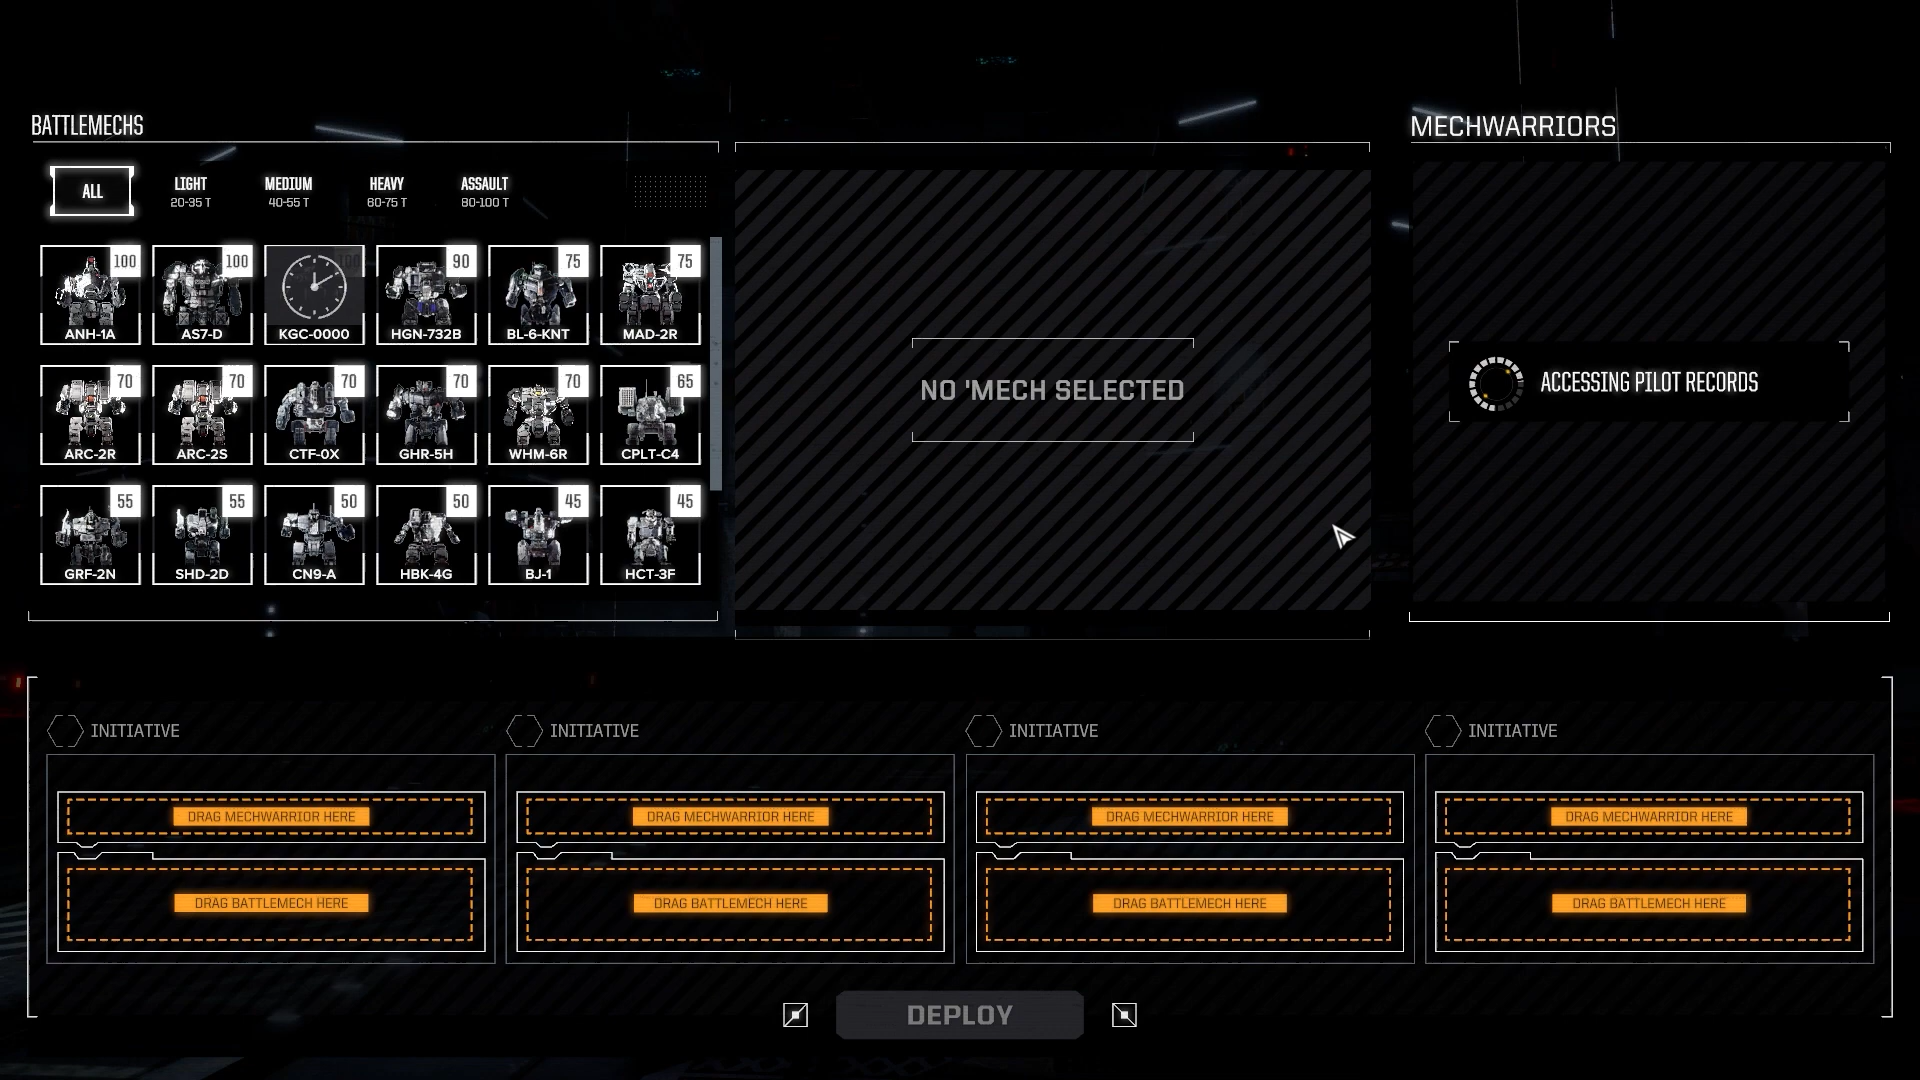 BATTLEMECHS
MECHWARRIORS
ALL
LIGHT
20-35 T
MEDIUM
40-55 T
HEAVY
60-75 T
ASSAULT
80-100 T
100
ANH-1A
100
AS7-D
100
KGC-0000
90
HGN-732B
75
BL-6-KNT
75
MAD-2R
70
ARC-2R
70
ARC-2S
70
CTF-0X
70
GHR-5H
70
WHM-6R
65
CPLT-C4
55
GRF-2N
55
SHD-2D
50
CN9-A
50
HBK-4G
45
BJ-1
45
HCT-3F
NO 'MECH SELECTED
ACCESSING PILOT RECORDS
INITIATIVE
DRAG MECHWARRIOR HERE
DRAG BATTLEMECH HERE
INITIATIVE
DRAG MECHWARRIOR HERE
DRAG BATTLEMECH HERE
INITIATIVE
DRAG MECHWARRIOR HERE
DRAG BATTLEMECH HERE
INITIATIVE
DRAG MECHWARRIOR HERE
DRAG BATTLEMECH HERE
DEPLOY